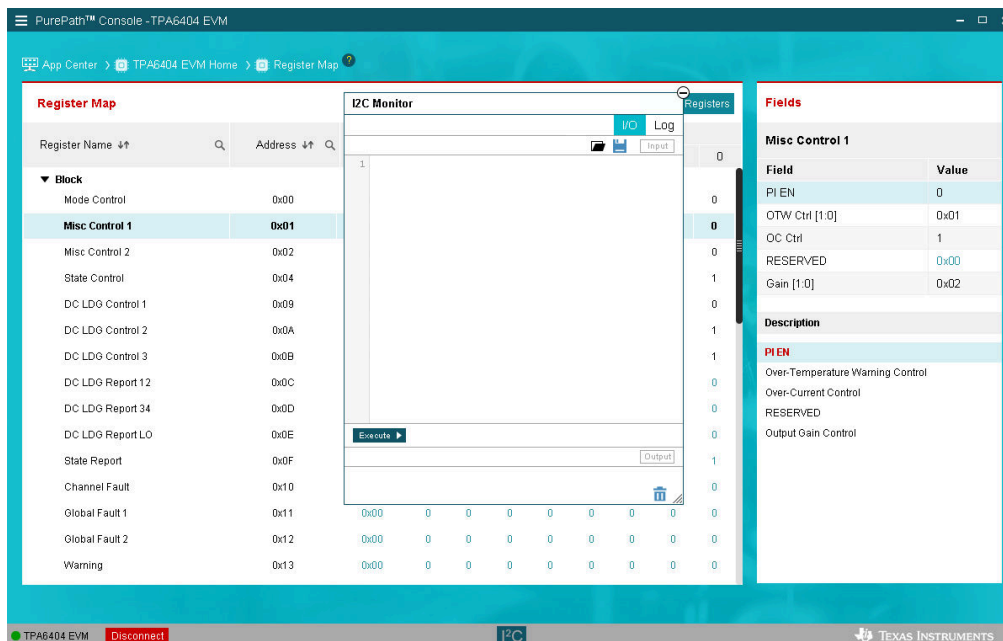 PurePath™ Console -TPA6404 EVM
App Center > TPA6404 EVM Home > Register Map ?
Register Map
Registers
Register Name
Address
0
Block
Mode Control 0x00 0
Misc Control 1 0x01 0
Misc Control 2 0x02 0
State Control 0x04 1
DC LDG Control 1 0x09 0
DC LDG Control 2 0x0A 1
DC LDG Control 3 0x0B 1
DC LDG Report 12 0x0C 0
DC LDG Report 34 0x0D 0
DC LDG Report LO 0x0E 0
State Report 0x0F 1
Channel Fault 0x10 0
Global Fault 1 0x11 0x00 0 0 0 0 0 0 0 0
Global Fault 2 0x12 0x00 0 0 0 0 0 0 0 0
Warning 0x13 0x00 0 0 0 0 0 0 0 0
I2C Monitor
I/O Log
Input
1
Execute
Output
Fields
Misc Control 1
Field Value
PI EN 0
OTW Ctrl [1:0] 0x01
OC Ctrl 1
RESERVED 0x00
Gain [1:0] 0x02
Description
PI EN
Over-Temperature Warning Control
Over-Current Control
RESERVED
Output Gain Control
TPA6404 EVM Disconnect
I²C
TEXAS INSTRUMENTS